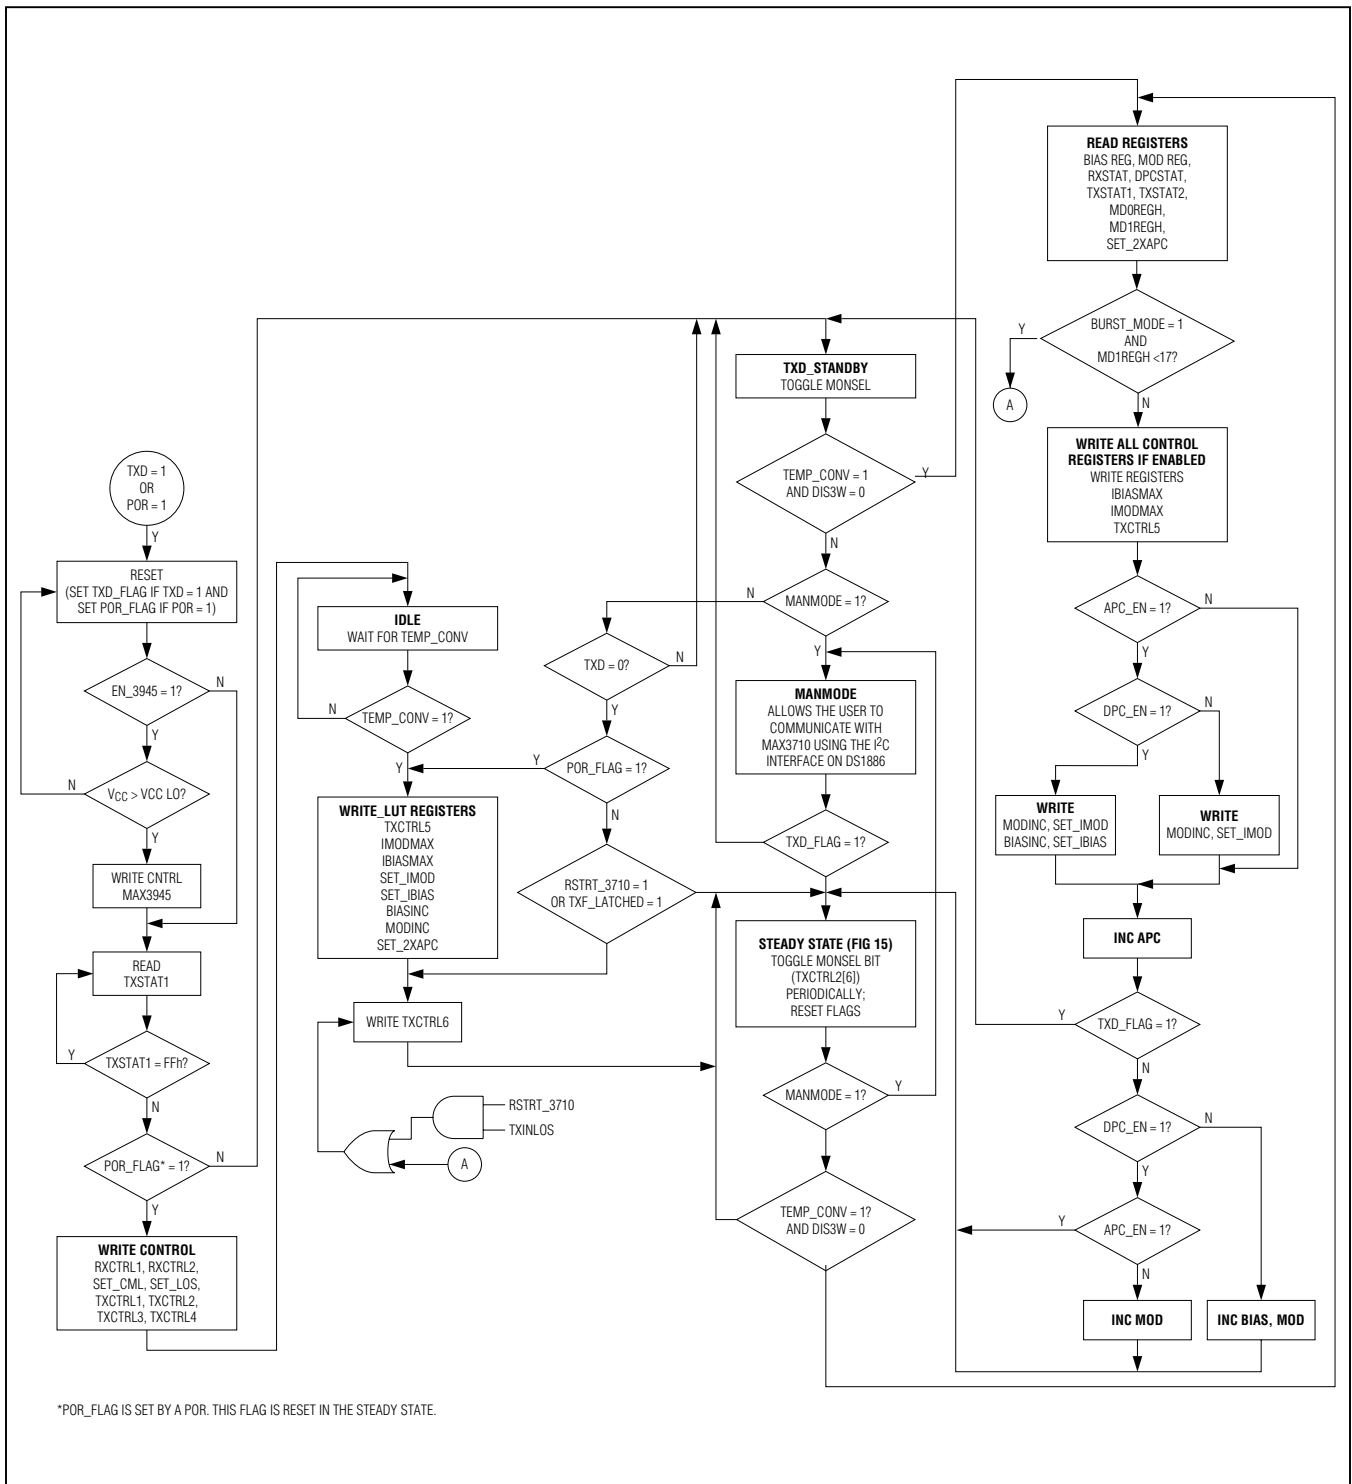 TXD = 1
OR
POR = 1
Y
RESET
(SET TXD_FLAG IF TXD = 1 AND
SET POR_FLAG IF POR = 1)
EN_3945 = 1?
N
Y
VCC > VCC LO?
N
Y
WRITE CNTRL
MAX3945
READ
TXSTAT1
TXSTAT1 = FFh?
Y
N
POR_FLAG* = 1?
N
Y
WRITE CONTROL
RXCTRL1, RXCTRL2,
SET_CML, SET_LOS,
TXCTRL1, TXCTRL2,
TXCTRL3, TXCTRL4
IDLE
WAIT FOR TEMP_CONV
TEMP_CONV = 1?
N
Y
WRITE_LUT REGISTERS
TXCTRL5
IMODMAX
IBIASMAX
SET_IMOD
SET_IBIAS
BIASINC
MODINC
SET_2XAPC
WRITE TXCTRL6
RSTRT_3710
TXINLOS
A
TXD = 0?
N
Y
POR_FLAG = 1?
Y
N
RSTRT_3710 = 1
OR TXF_LATCHED = 1
TXD_STANDBY
TOGGLE MONSEL
TEMP_CONV = 1
AND DIS3W = 0
Y
N
MANMODE = 1?
N
Y
MANMODE
ALLOWS THE USER TO
COMMUNICATE WITH
MAX3710 USING THE I2C
INTERFACE ON DS1886
TXD_FLAG = 1?
STEADY STATE (FIG 15)
TOGGLE MONSEL BIT
(TXCTRL2[6])
PERIODICALLY;
RESET FLAGS
MANMODE = 1?
Y
TEMP_CONV = 1?
AND DIS3W = 0
READ REGISTERS
BIAS REG, MOD REG,
RXSTAT, DPCSTAT,
TXSTAT1, TXSTAT2,
MD0REGH,
MD1REGH,
SET_2XAPC
BURST_MODE = 1
AND
MD1REGH <17?
Y
A
N
WRITE ALL CONTROL
REGISTERS IF ENABLED
WRITE REGISTERS
IBIASMAX
IMODMAX
TXCTRL5
APC_EN = 1?
N
Y
DPC_EN = 1?
N
Y
WRITE
MODINC, SET_IMOD
BIASINC, SET_IBIAS
WRITE
MODINC, SET_IMOD
INC APC
TXD_FLAG = 1?
Y
N
DPC_EN = 1?
N
Y
APC_EN = 1?
Y
N
INC MOD
INC BIAS, MOD
*POR_FLAG IS SET BY A POR. THIS FLAG IS RESET IN THE STEADY STATE.